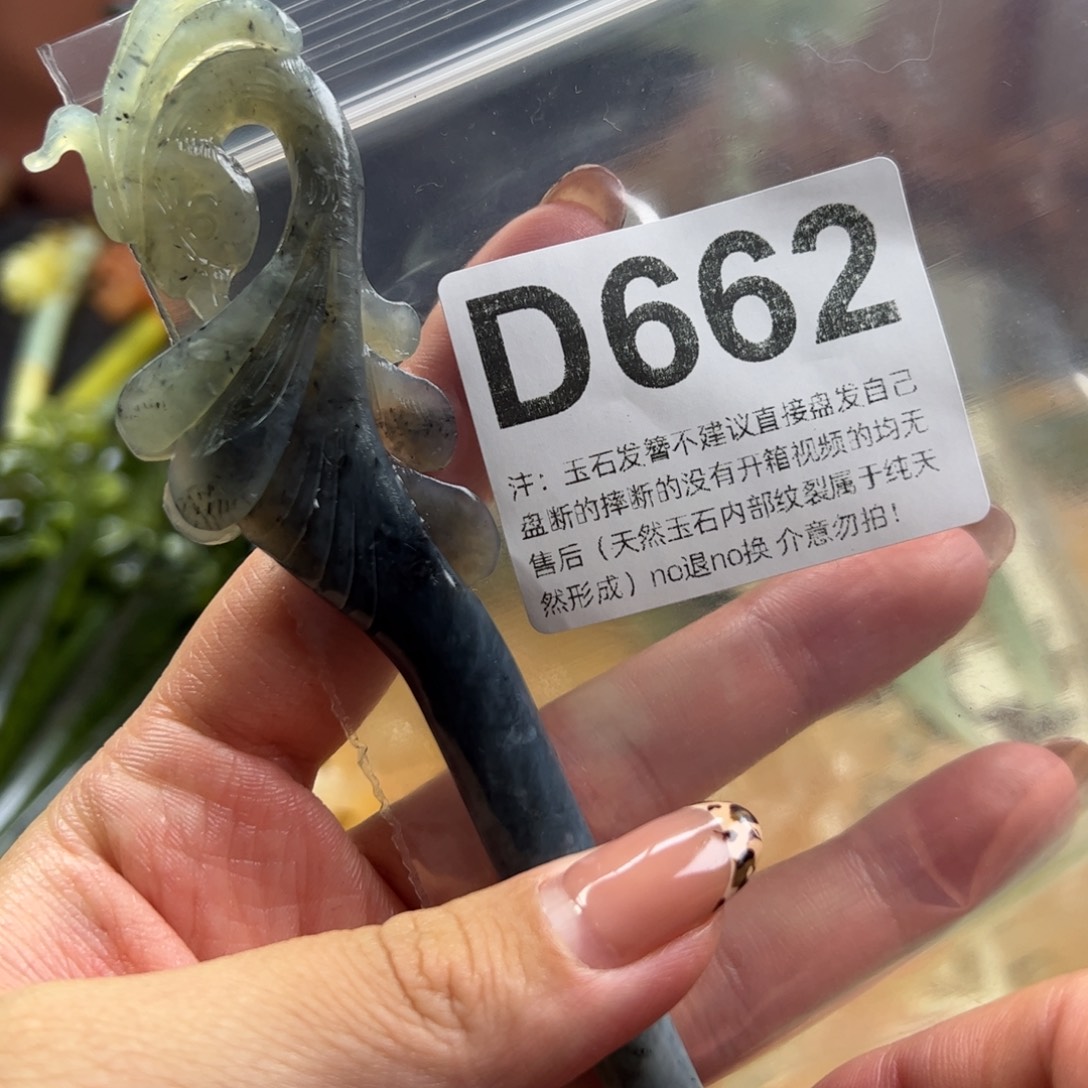 D662
注：玉石发簪不建议直接盘发自己
盘断的摔断的没有开箱视频的均无
售后（天然玉石内部纹裂属于纯天
然形成）no退no换 介意勿拍！